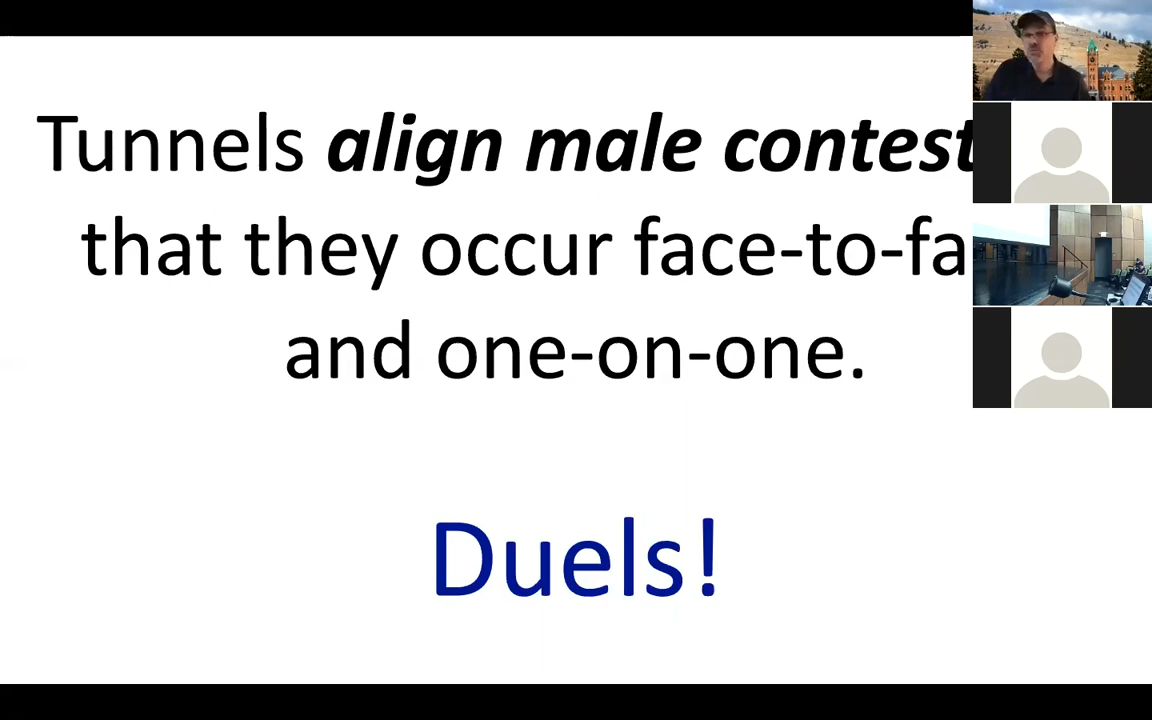 Tunnels align male contest
that they occur face-to-fa
and one-on-one.
Duels!